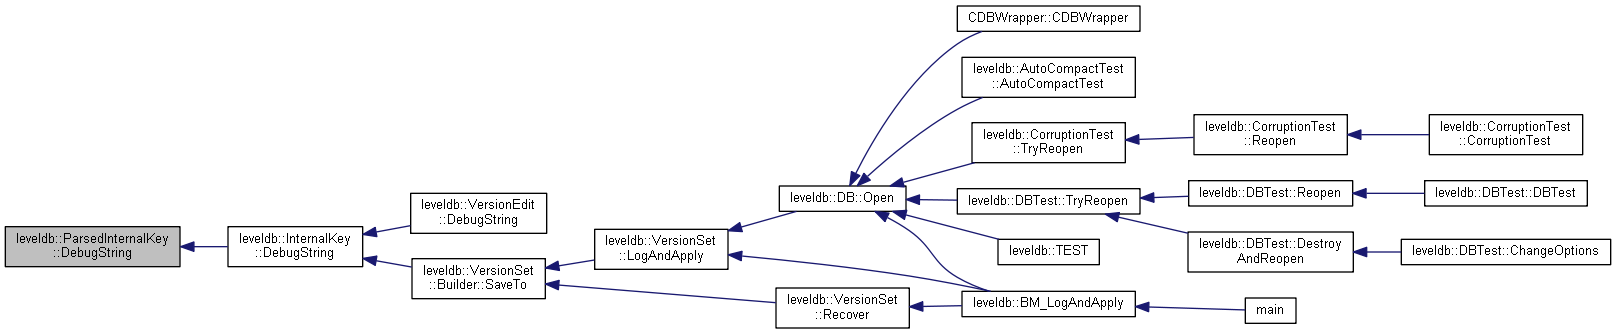 leveldb::ParsedInternalKey
::DebugString
leveldb::InternalKey
::DebugString
leveldb::VersionEdit
::DebugString
leveldb::VersionSet
::Builder::SaveTo
leveldb::VersionSet
::LogAndApply
leveldb::VersionSet
::Recover
leveldb::DB::Open
CDBWrapper::CDBWrapper
leveldb::AutoCompactTest
::AutoCompactTest
leveldb::CorruptionTest
::TryReopen
leveldb::DBTest::TryReopen
leveldb::TEST
leveldb::BM_LogAndApply
leveldb::CorruptionTest
::Reopen
leveldb::DBTest::Reopen
leveldb::DBTest::Destroy
AndReopen
main
leveldb::CorruptionTest
::CorruptionTest
leveldb::DBTest::DBTest
leveldb::DBTest::ChangeOptions